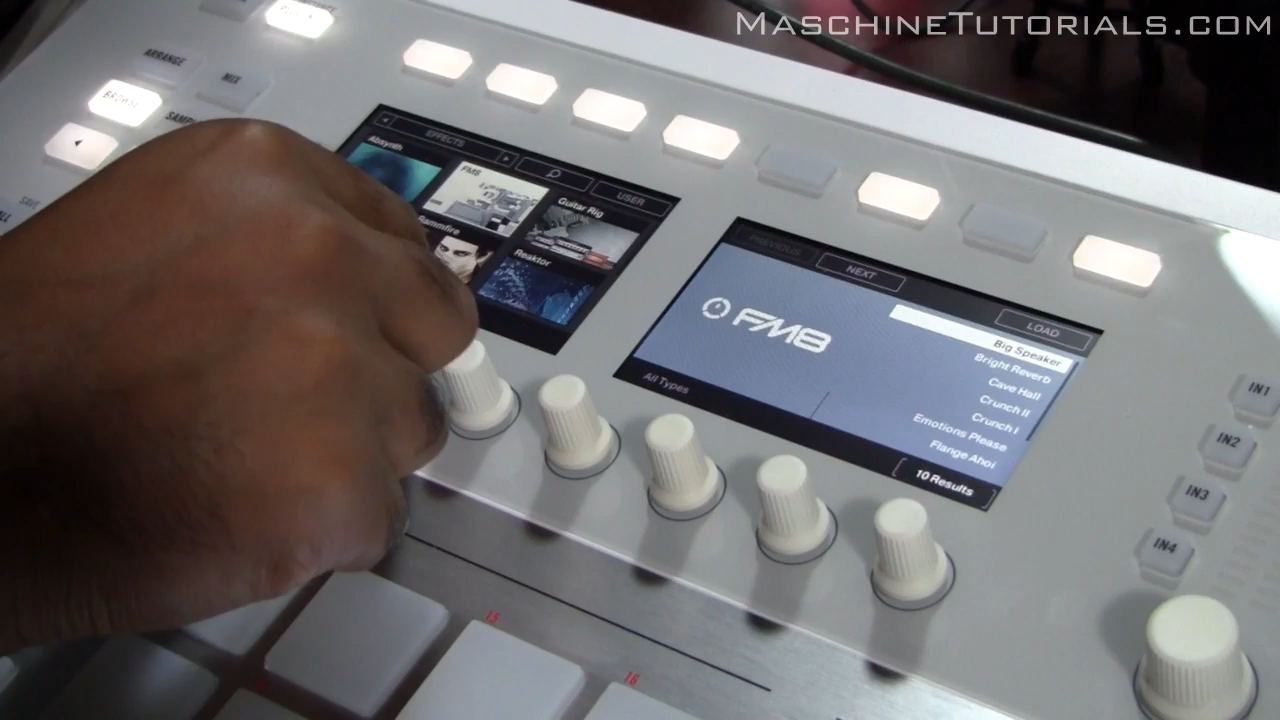 MASCHINETUTORIALS.COM
ARRANGE
MIX
BROWSE
EFFECTS
USER
Absynth
FM8
Guitar Rig
Reaktor
PREVIOUS
NEXT
LOAD
FM8
Big Speaker
Bright Reverb
Cave Hall
Crunch II
Crunch I
Emotions Please
Flange Ahoi
All Types
10 Results
IN1
IN2
IN3
IN4
15
16